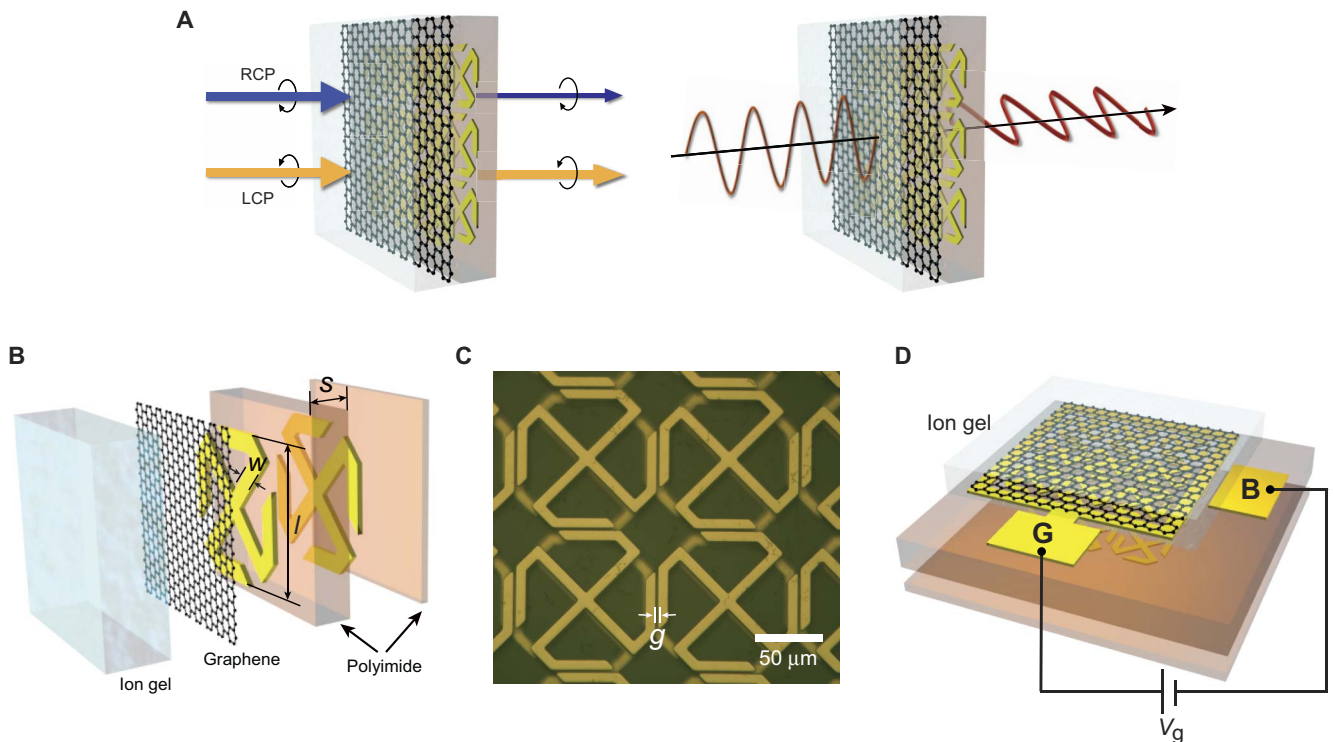 A
RCP
LCP
B
S
w
l
Graphene
Ion gel
Polyimide
C
g
50 μm
D
Ion gel
B
G
Vg